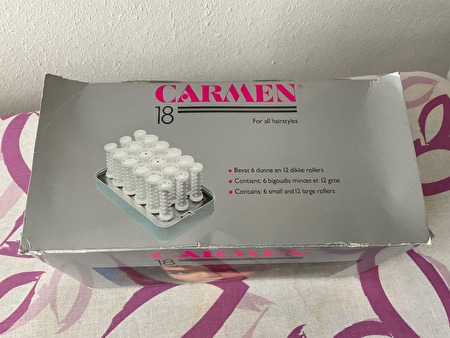 CARMEN®
18
For all hairstyles
• Bevat 6 dunne en 12 dikke rollers
• Contient: 6 bigoudis minces et 12 gros
• Contains: 6 small and 12 large rollers
CARMEN
18